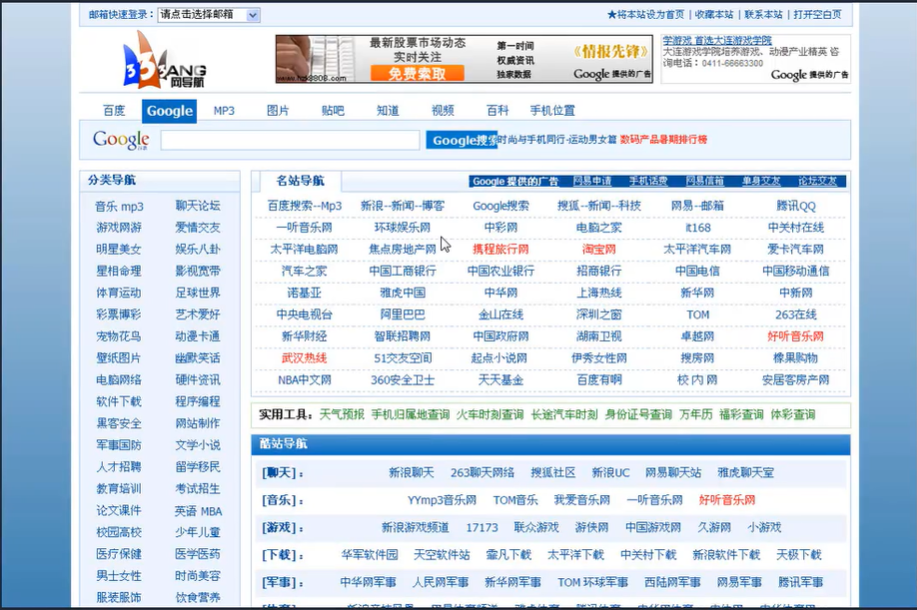 邮箱快速登录： 请点击选择邮箱 ★将本站设为首页 | 收藏本站 | 联系本站 | 打开空白页
333ANG 网导航
最新股票市场动态
实时关注
免费索取
第一时间
权威资讯
独家数据
《情报先锋》
Google 提供的广告
学游戏 首选大连游戏学院
大连游戏学院培养游戏、动漫产业精英 咨
询电话：0411-66663300
Google 提供的广告
百度 Google MP3 图片 贴吧 知道 视频 百科 手机位置
Google Google搜索 时尚与手机同行-运动男女篇 数码产品暑期排行榜
分类导航
音乐 mp3 聊天论坛
游戏网游 爱情交友
明星美女 娱乐八卦
星相命理 影视宽带
体育运动 足球世界
彩票博彩 艺术爱好
宠物花鸟 动漫卡通
壁纸图片 幽默笑话
电脑网络 硬件资讯
软件下载 程序编程
黑客安全 网站制作
军事国防 文学小说
人才招聘 留学移民
教育培训 考试招生
论文课件 英语 MBA
校园高校 少年儿童
医疗保健 医学医药
男士女性 时尚美容
服装服饰 饮食营养
名站导航 Google 提供的广告 网易申请 手机话费 网易信箱 单身交友 论坛交友
百度搜索--Mp3 新浪--新闻--博客 Google搜索 搜狐--新闻--科技 网易--邮箱 腾讯QQ
一听音乐网 环球娱乐网 中彩网 电脑之家 it168 中关村在线
太平洋电脑网 焦点房地产网 携程旅行网 淘宝网 太平洋汽车网 爱卡汽车网
汽车之家 中国工商银行 中国农业银行 招商银行 中国电信 中国移动通信
诺基亚 雅虎中国 中华网 上海热线 新华网 中新网
中央电视台 阿里巴巴 金山在线 深圳之窗 TOM 263在线
新华财经 智联招聘网 中国政府网 湖南卫视 卓越网 好听音乐网
武汉热线 51交友空间 起点小说网 伊秀女性网 搜房网 橡果购物
NBA中文网 360安全卫士 天天基金 百度有啊 校 内 网 安居客房产网
实用工具： 天气预报 手机归属地查询 火车时刻查询 长途汽车时刻 身份证号查询 万年历 福彩查询 体彩查询
酷站导航
[聊天]： 新浪聊天 263聊天网络 搜狐社区 新浪UC 网易聊天站 雅虎聊天室
[音乐]： YYmp3音乐网 TOM音乐 我爱音乐网 一听音乐网 好听音乐网
[游戏]： 新浪游戏频道 17173 联众游戏 游侠网 中国游戏网 久游网 小游戏
[下载]： 华军软件园 天空软件站 霏凡下载 太平洋下载 中关村下载 新浪软件下载 天极下载
[军事]： 中华网军事 人民网军事 新华网军事 TOM 环球军事 西陆网军事 网易军事 腾讯军事